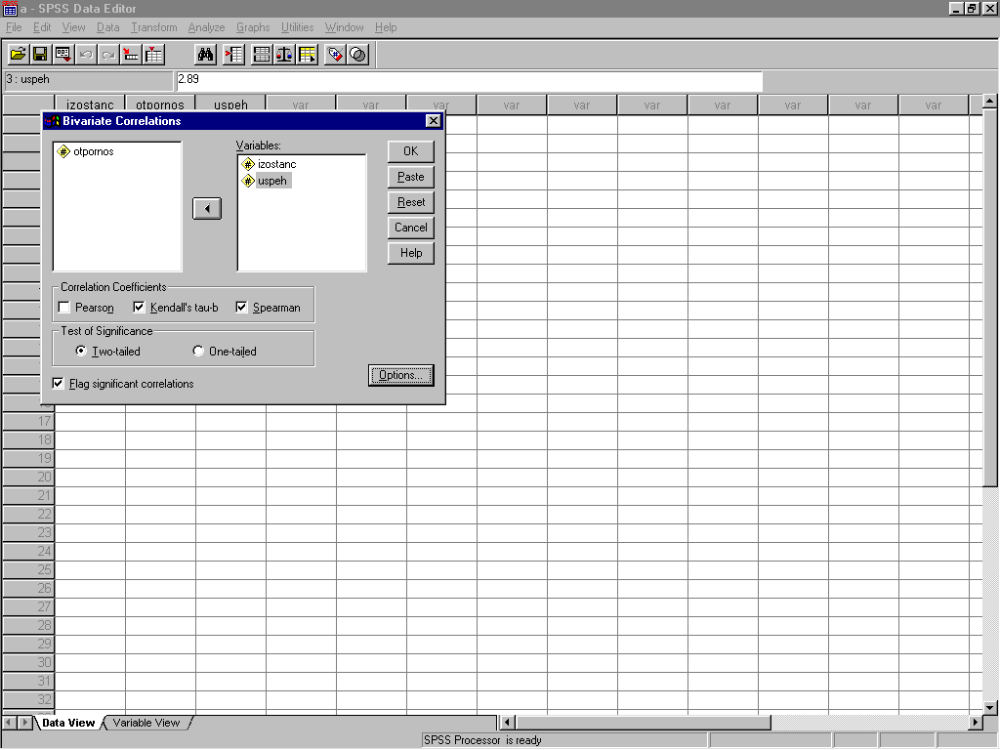 a - SPSS Data Editor
File Edit View Data Transform Analyze Graphs Utilities Window Help
3 : uspeh 2.89
izostanc otpornos uspeh var var var var var var var var var var
Bivariate Correlations
otpornos
Variables:
izostanc
uspeh
OK
Paste
Reset
Cancel
Help
Correlation Coefficients
Pearson Kendall's tau-b Spearman
Test of Significance
Two-tailed One-tailed
Flag significant correlations
Options...
17
18
19
20
21
22
23
24
25
26
27
28
29
30
31
32
Data View Variable View
SPSS Processor is ready